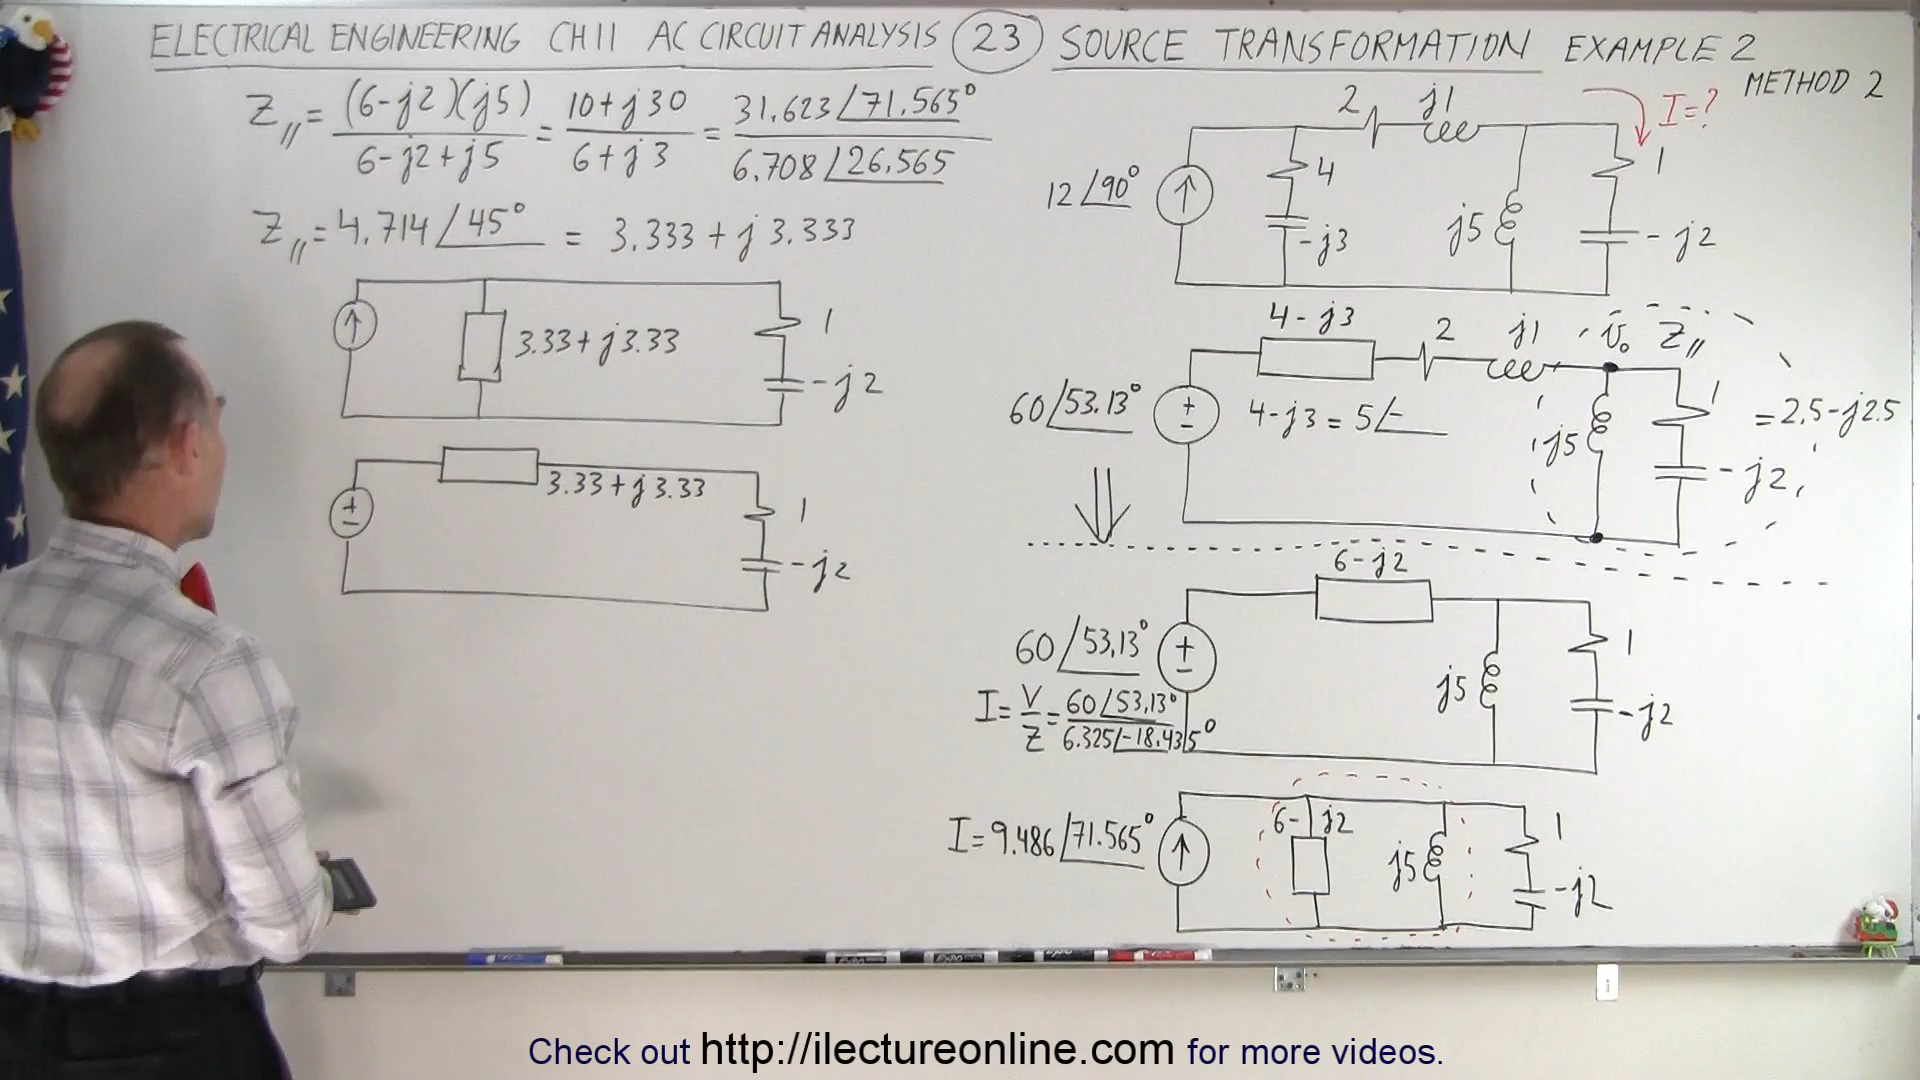 ELECTRICAL ENGINEERING CH 11 AC CIRCUIT ANALYSIS 23 SOURCE TRANSFORMATION EXAMPLE 2
METHOD 2
Z// = (6-j2)(j5) / 6-j2+j5 = 10+j30 / 6+j3 = 31.623∠71.565° / 6.708∠26.565
Z// = 4.714∠45° = 3.333 + j 3.333
3.33 + j3.33
1
-j2
3.33 + j3.33
1
-j2
2
j1
I=?
12∠90°
4
-j3
j5
1
-j2
4-j3
2
j1
v₀
Z//
60∠53.13°
4-j3 = 5∠-
j5
1
-j2
= 2.5-j2.5
6-j2
60∠53.13°
j5
1
-j2
I = V/Z = 60∠53.13° / 6.325∠-18.435°
I = 9.486∠71.565°
6-j2
j5
1
-j2
Check out http://ilectureonline.com for more videos.